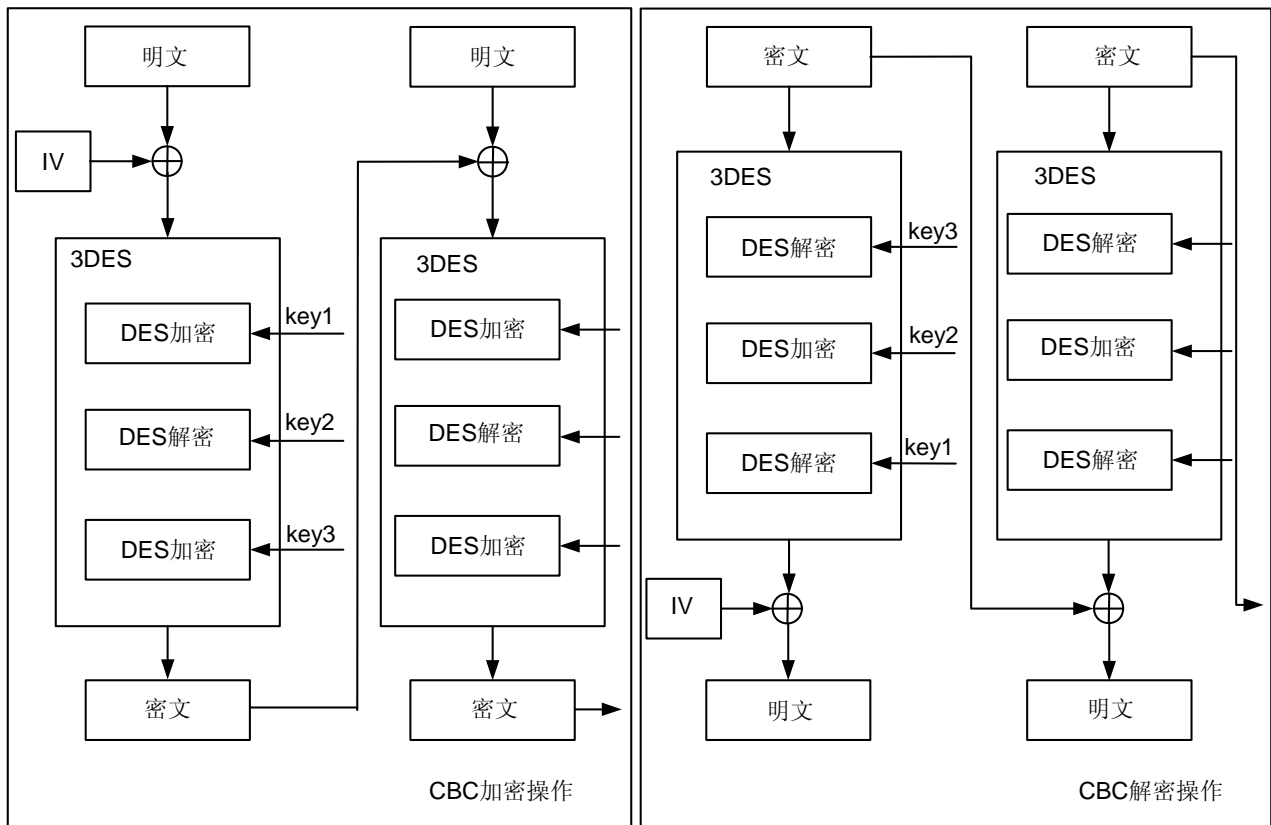 明文
明文
IV
3DES
3DES
DES加密
key1
DES加密
DES解密
key2
DES解密
DES加密
key3
DES加密
密文
密文
CBC加密操作
密文
密文
3DES
3DES
DES解密
key3
DES解密
DES加密
key2
DES加密
DES解密
key1
DES解密
IV
明文
明文
CBC解密操作